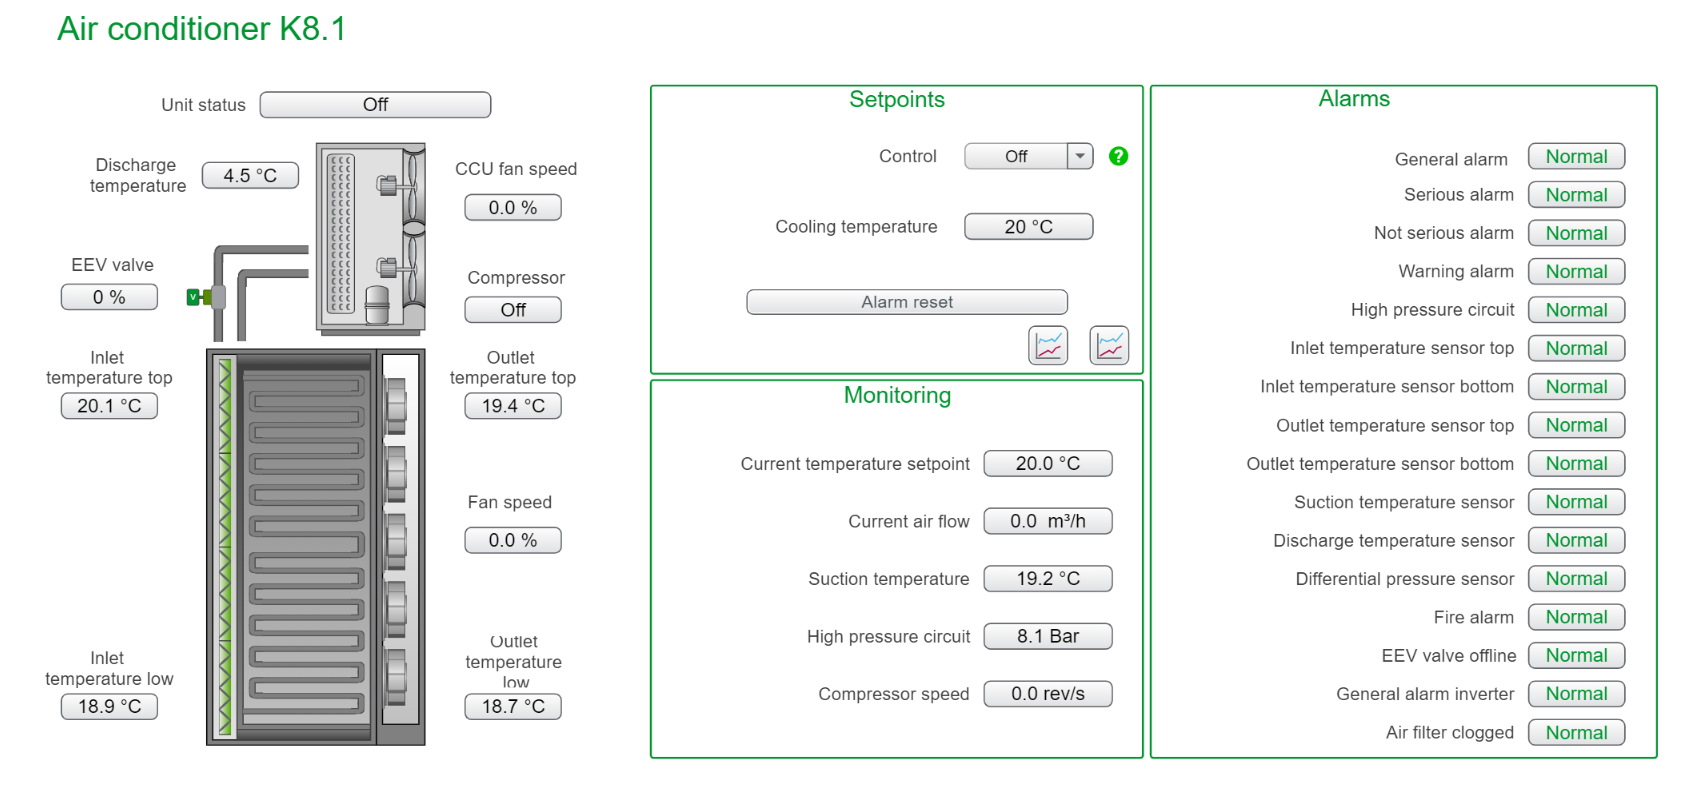 Air conditioner K8.1
Unit status Off
Discharge
temperature
4.5 °C
CCU fan speed
0.0 %
EEV valve
0 %
V
Compressor
Off
Inlet
temperature top
20.1 °C
Outlet
temperature top
19.4 °C
Fan speed
0.0 %
Inlet
temperature low
18.9 °C
Outlet
temperature
low
18.7 °C
Setpoints
Control Off ?
Cooling temperature 20 °C
Alarm reset
Monitoring
Current temperature setpoint 20.0 °C
Current air flow 0.0 m³/h
Suction temperature 19.2 °C
High pressure circuit 8.1 Bar
Compressor speed 0.0 rev/s
Alarms
General alarm Normal
Serious alarm Normal
Not serious alarm Normal
Warning alarm Normal
High pressure circuit Normal
Inlet temperature sensor top Normal
Inlet temperature sensor bottom Normal
Outlet temperature sensor top Normal
Outlet temperature sensor bottom Normal
Suction temperature sensor Normal
Discharge temperature sensor Normal
Differential pressure sensor Normal
Fire alarm Normal
EEV valve offline Normal
General alarm inverter Normal
Air filter clogged Normal